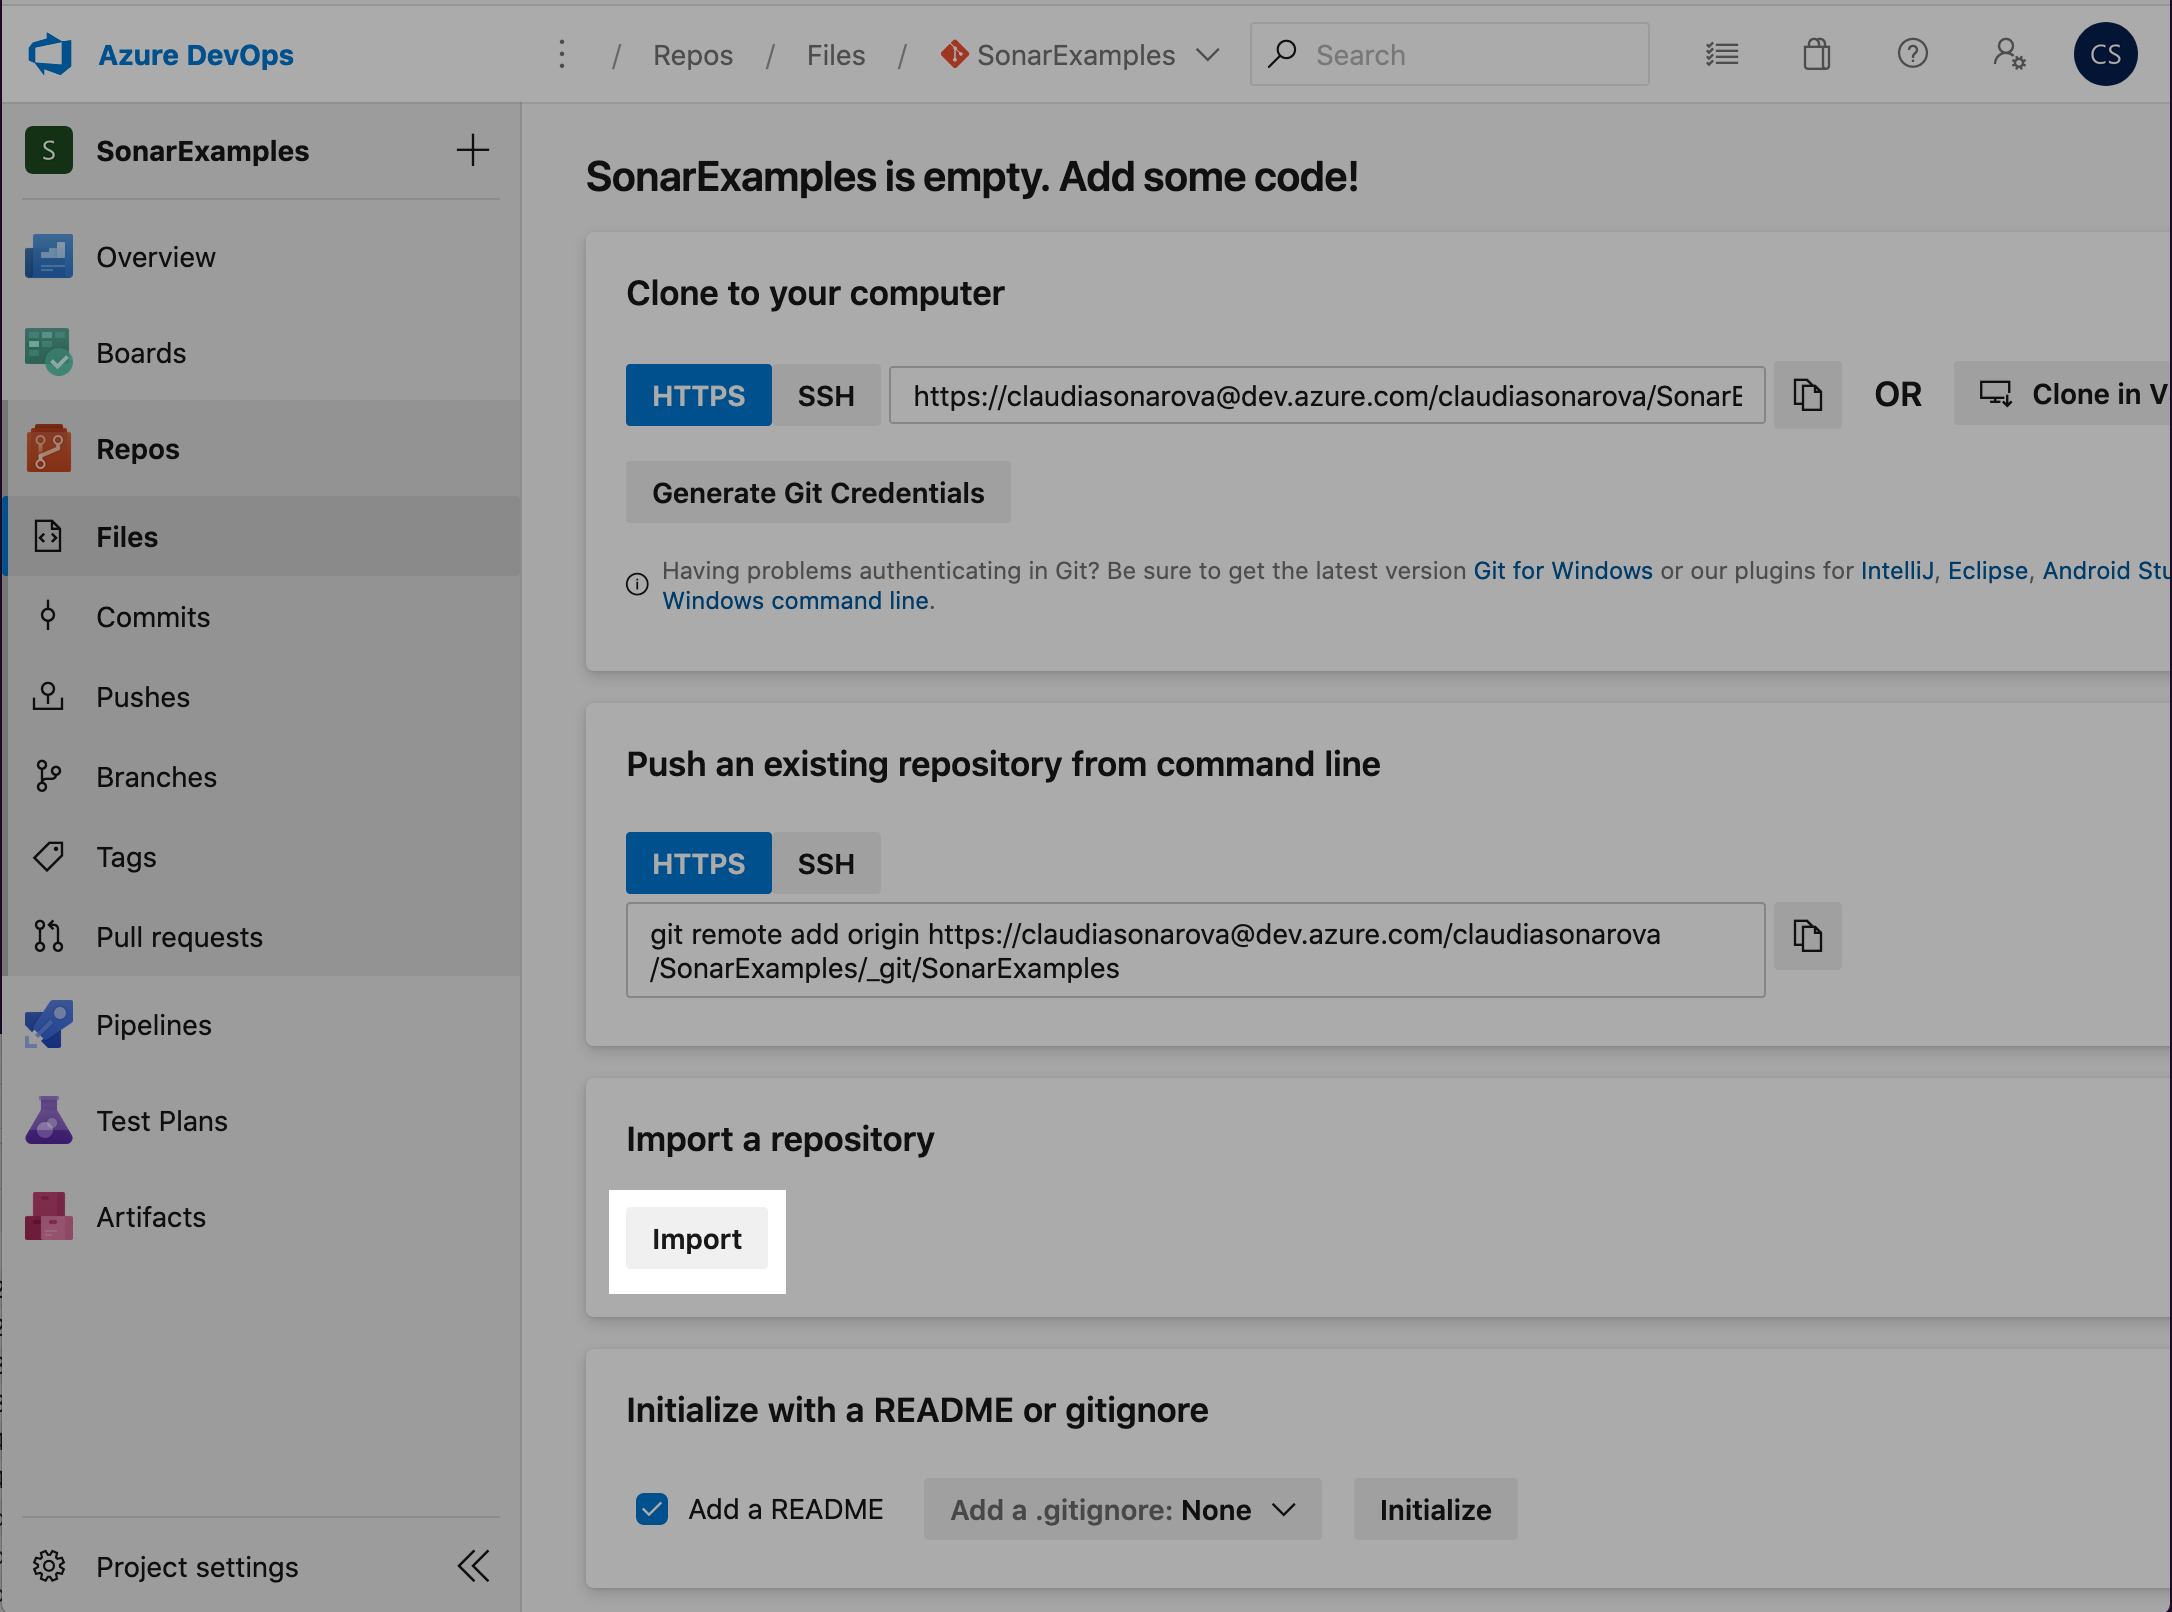 Azure DevOps
/ Repos / Files / SonarExamples
Search
CS
S SonarExamples
Overview
Boards
Repos
Files
Commits
Pushes
Branches
Tags
Pull requests
Pipelines
Test Plans
Artifacts
Project settings
SonarExamples is empty. Add some code!
Clone to your computer
HTTPS SSH https://claudiasonarova@dev.azure.com/claudiasonarova/SonarE OR Clone in V
Generate Git Credentials
Having problems authenticating in Git? Be sure to get the latest version Git for Windows or our plugins for IntelliJ, Eclipse, Android Stu
Windows command line.
Push an existing repository from command line
HTTPS SSH
git remote add origin https://claudiasonarova@dev.azure.com/claudiasonarova
/SonarExamples/_git/SonarExamples
Import a repository
Import
Initialize with a README or gitignore
Add a README Add a .gitignore: None Initialize